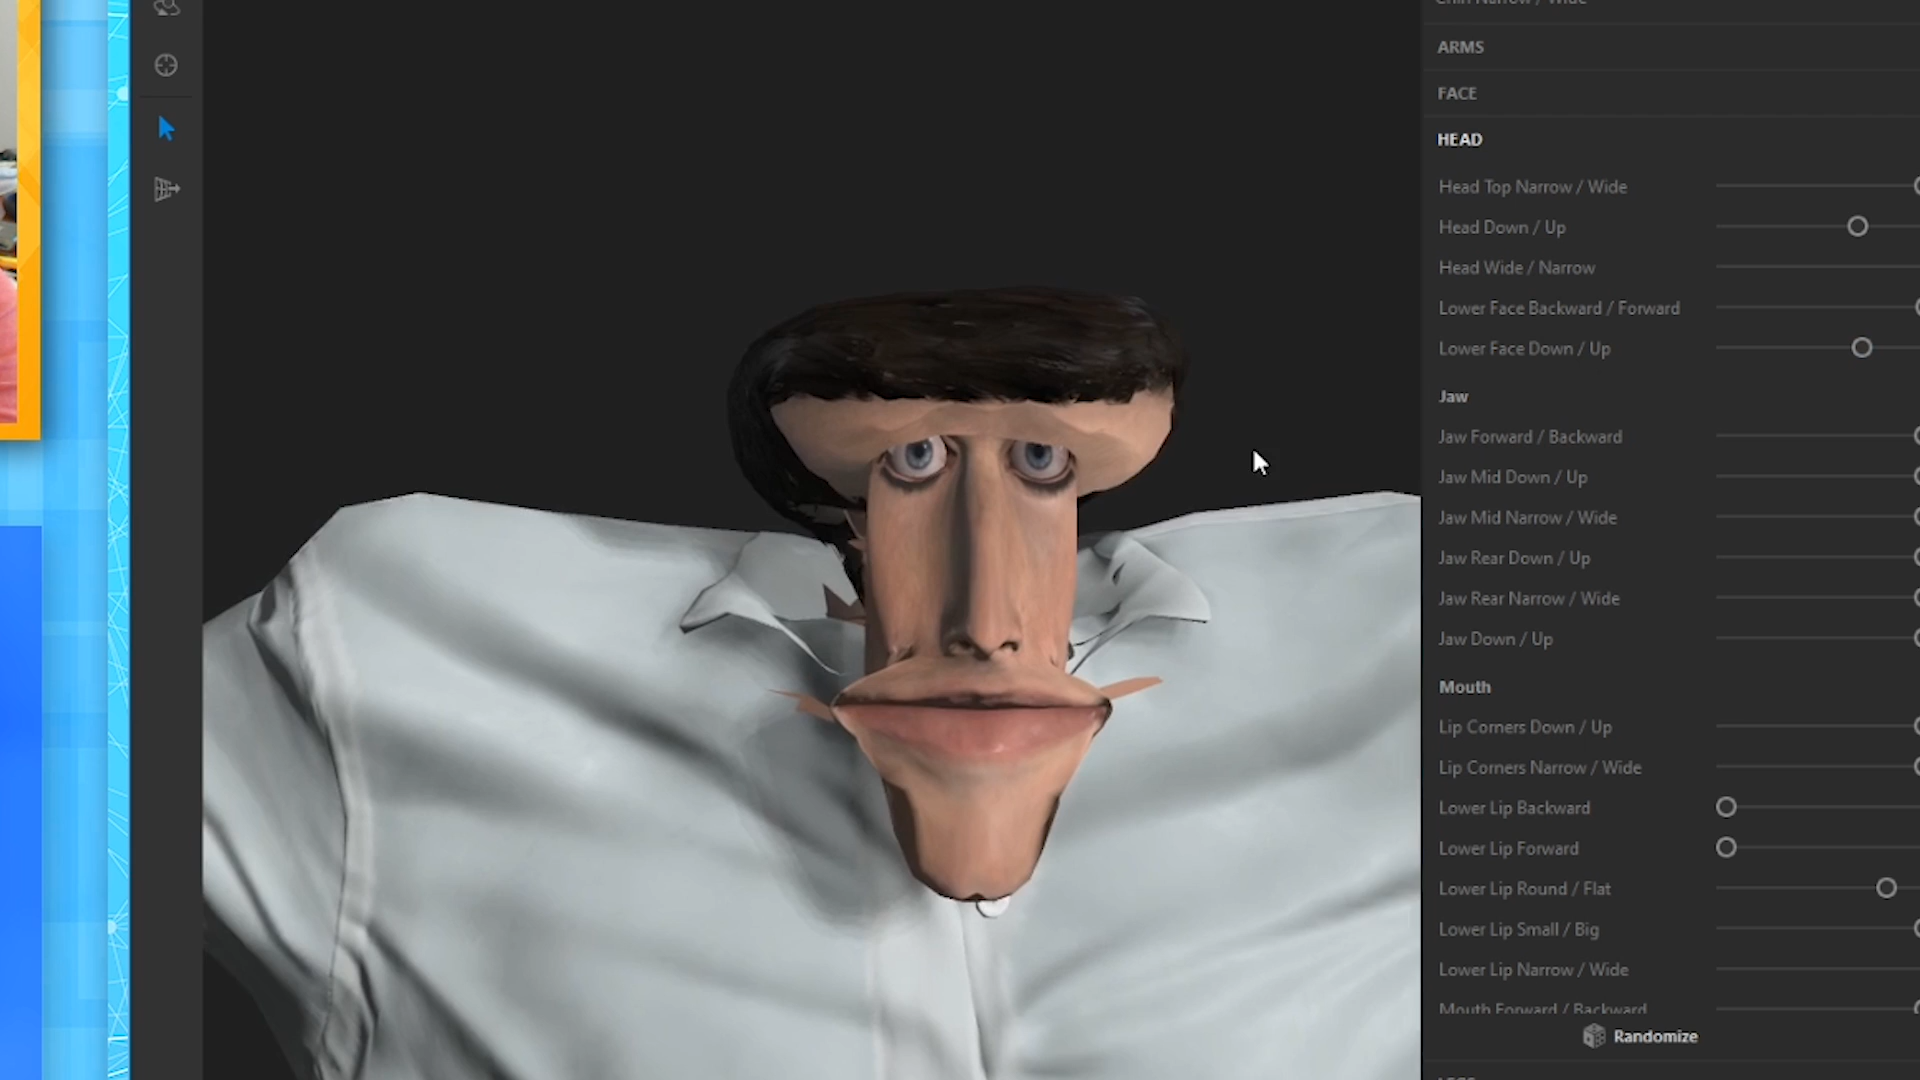 Chin Narrow / Wide
ARMS
FACE
HEAD
Head Top Narrow / Wide
Head Down / Up
Head Wide / Narrow
Lower Face Backward / Forward
Lower Face Down / Up
Jaw
Jaw Forward / Backward
Jaw Mid Down / Up
Jaw Mid Narrow / Wide
Jaw Rear Down / Up
Jaw Rear Narrow / Wide
Jaw Down / Up
Mouth
Lip Corners Down / Up
Lip Corners Narrow / Wide
Lower Lip Backward
Lower Lip Forward
Lower Lip Round / Flat
Lower Lip Small / Big
Lower Lip Narrow / Wide
Mouth Forward / Backward
Randomize